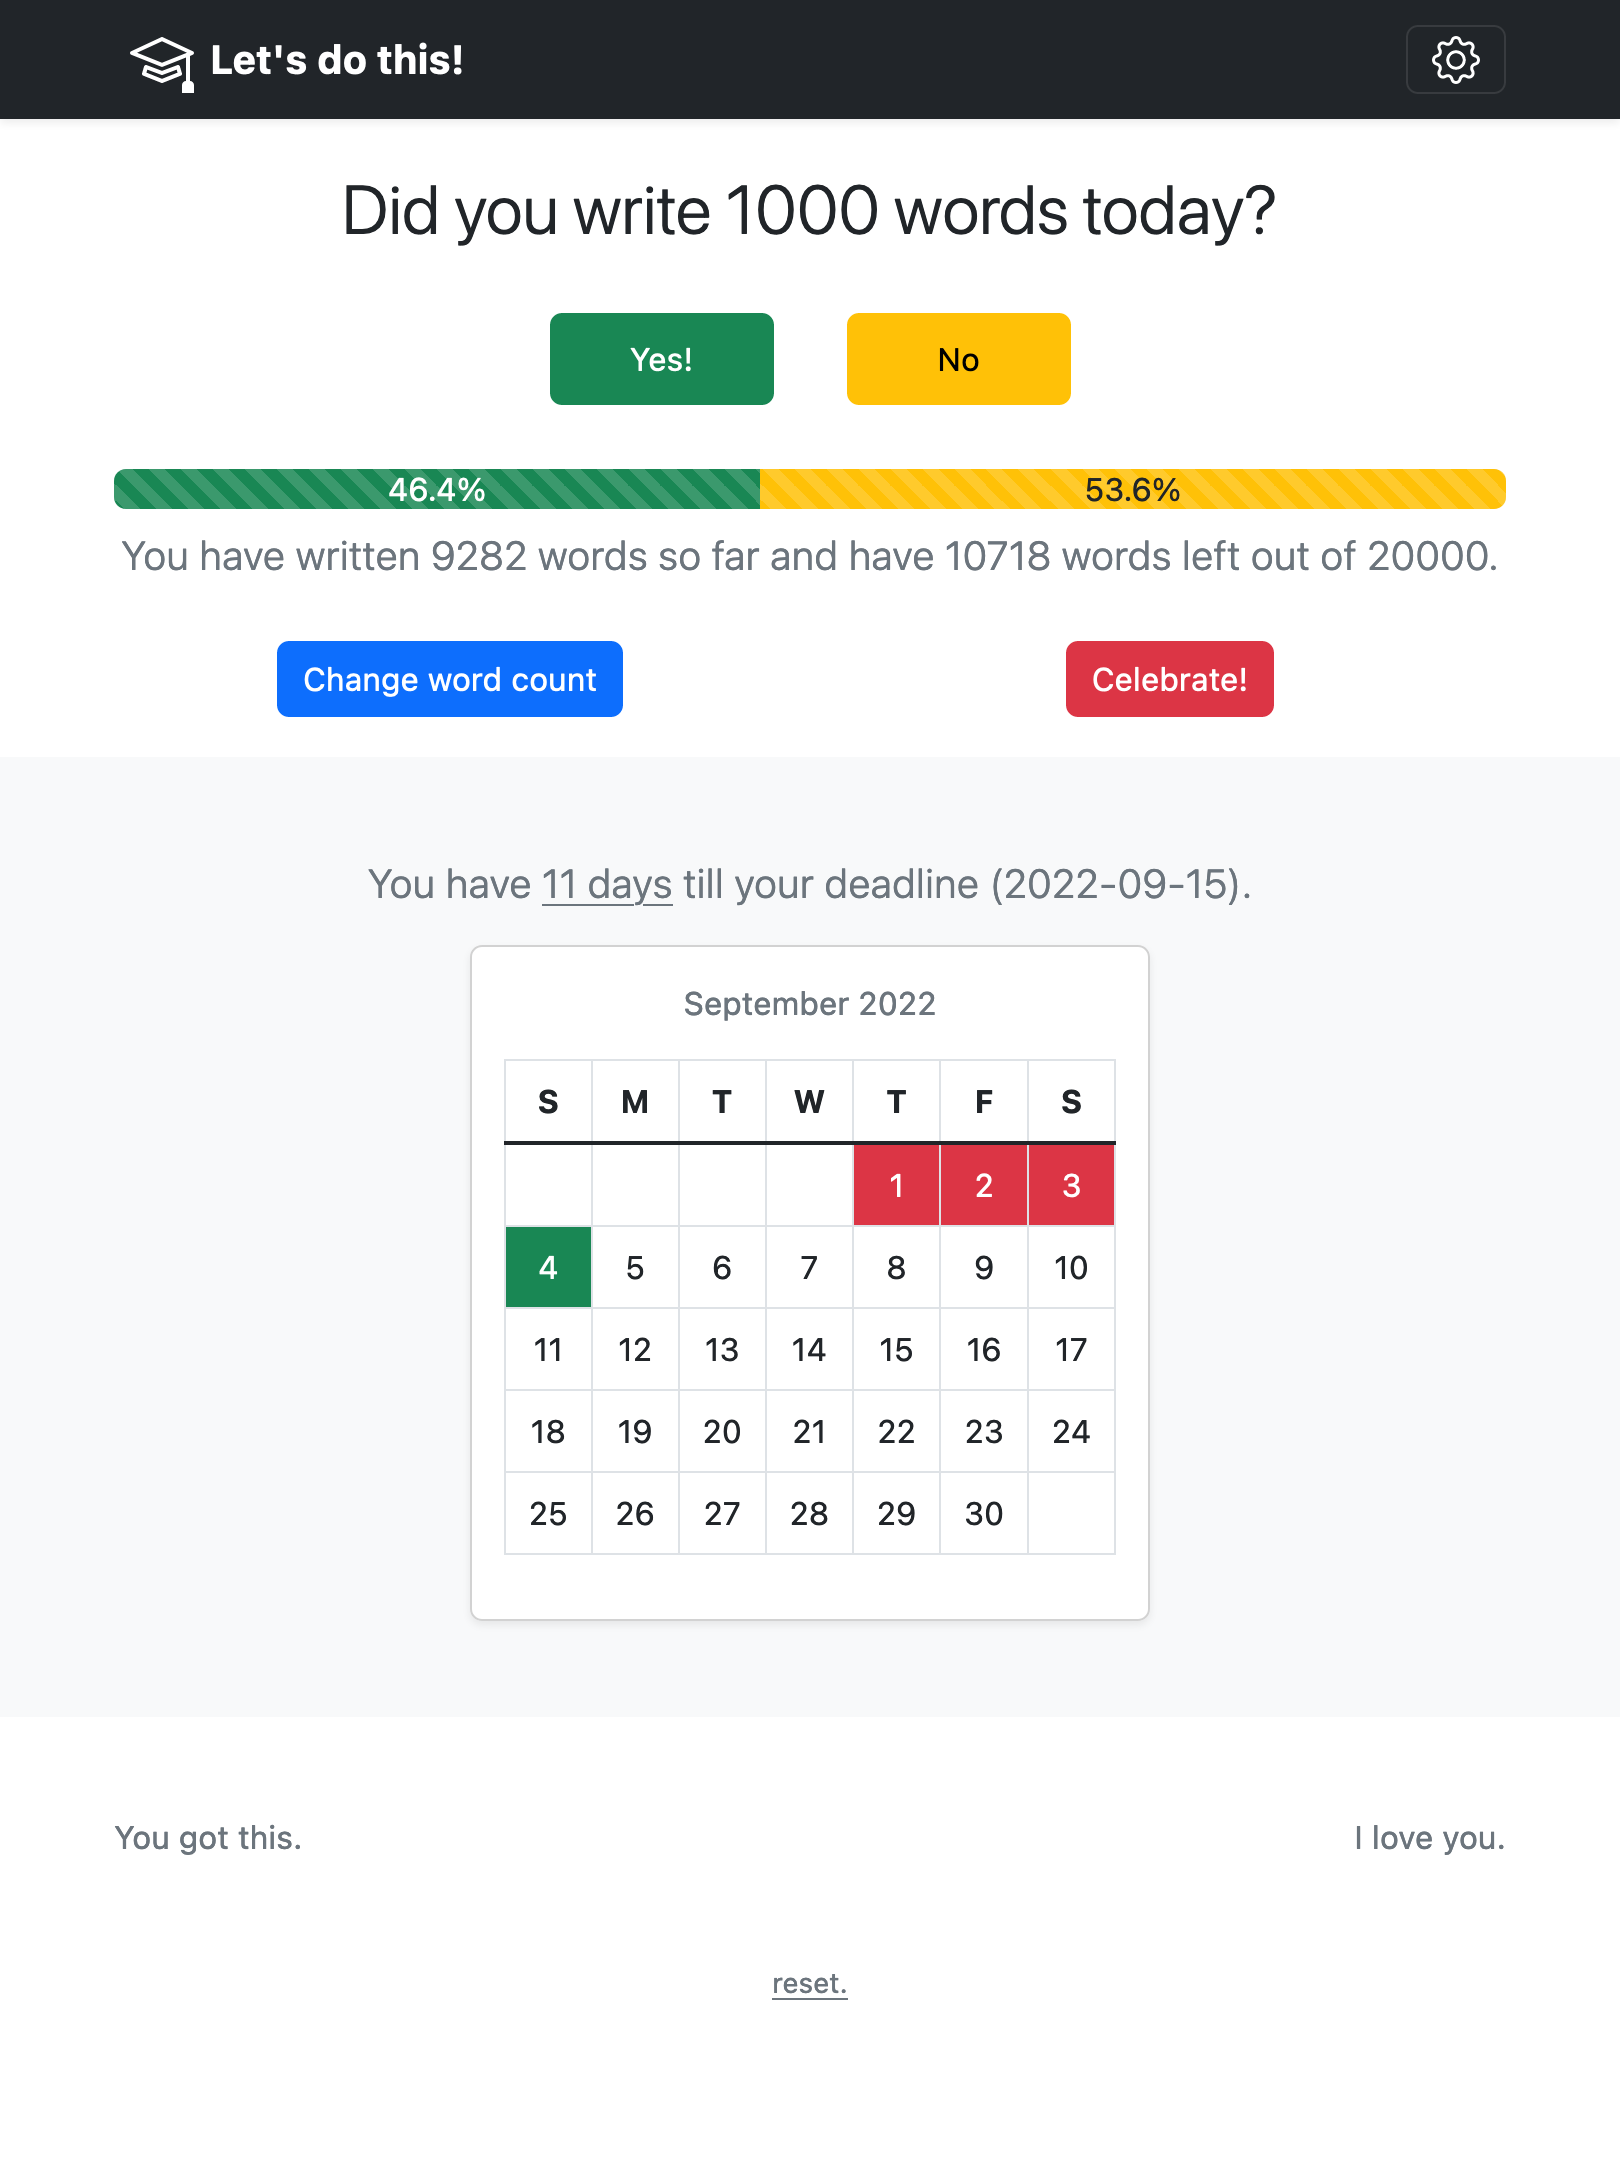 Let's do this!
Did you write 1000 words today?
Yes! No
46.4% 53.6%
You have written 9282 words so far and have 10718 words left out of 20000.
Change word count Celebrate!
You have 11 days till your deadline (2022-09-15).
September 2022
S M T W T F S
1 2 3
4 5 6 7 8 9 10
11 12 13 14 15 16 17
18 19 20 21 22 23 24
25 26 27 28 29 30
You got this. I love you.
reset.